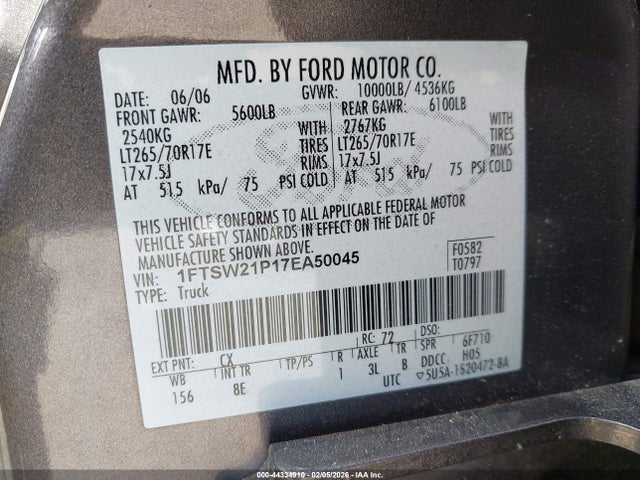 MFD. BY FORD MOTOR CO.
DATE: 06/06 GVWR: 10000LB/ 4536KG
FRONT GAWR: 5600LB REAR GAWR: 6100LB
2540KG WITH 2767KG WITH
LT265/70R17E TIRES LT265/70R17E TIRES
17x7.5J RIMS 17x7.5J RIMS
AT 515 kPa/ 75 PSI COLD AT 515 kPa/ 75 PSI COLD
THIS VEHICLE CONFORMS TO ALL APPLICABLE FEDERAL MOTOR
VEHICLE SAFETY STANDARDS IN EFFECT ON THE DATE OF
MANUFACTURE SHOWN ABOVE.
VIN: 1FTSW21P17EA50045 F0582
TYPE: Truck T0797
EXT PNT: CX RC: 72 DSO:
WB INT TR TP/PS R AXLE TR SPR 6F710
156 8E 1 3L B DDCC H05
UTC ▽5U5A-1520472-BA
000-44334910 - 02/05/2026 - IAA Inc.